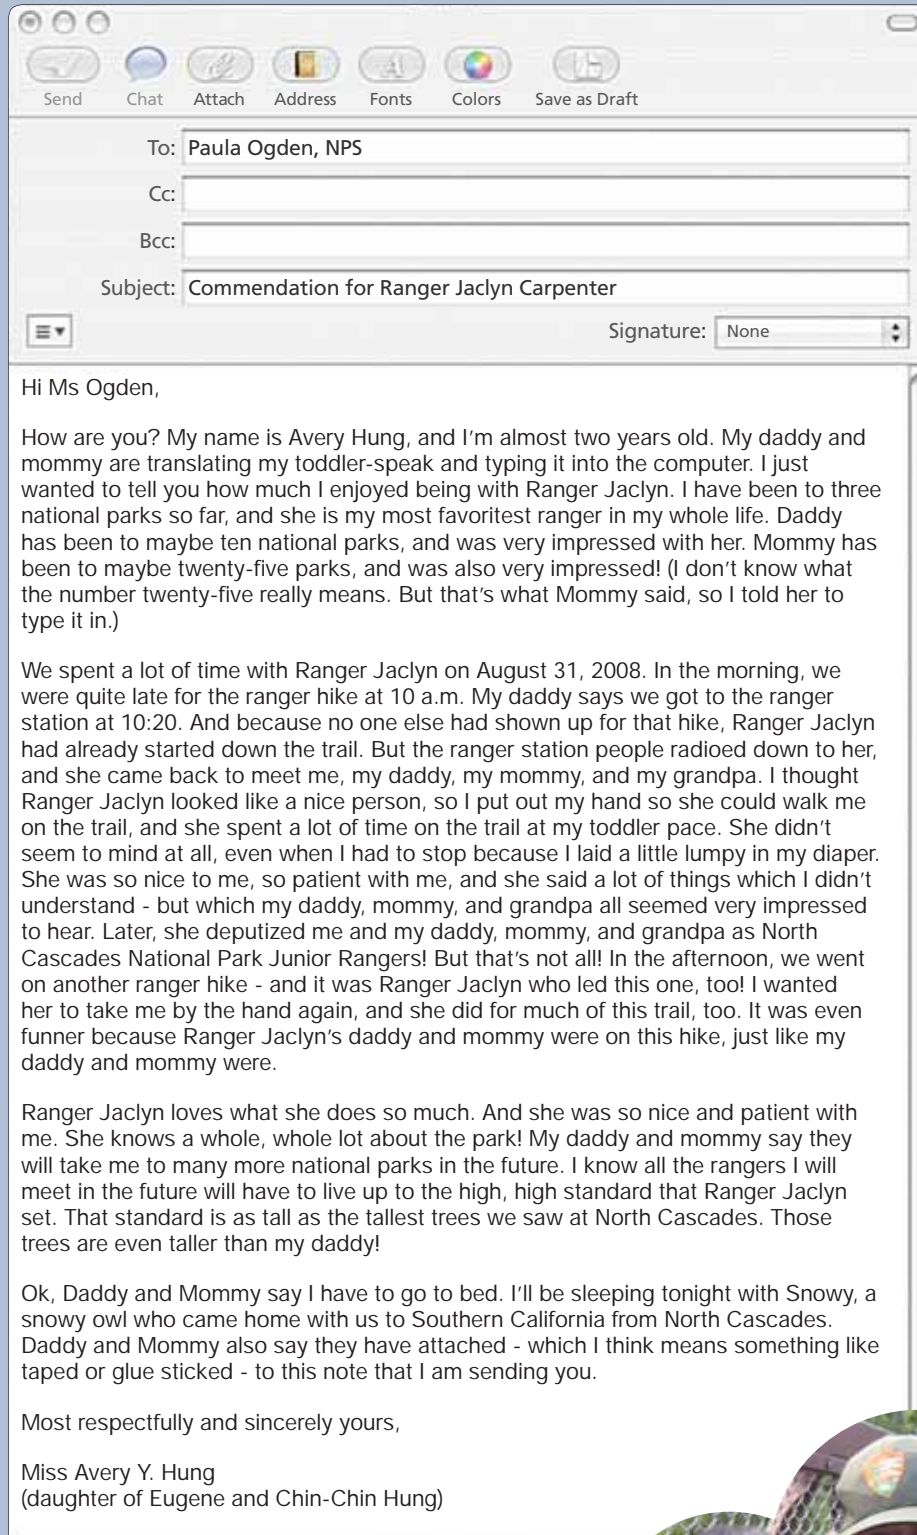 Send Chat Attach Address Fonts Colors Save as Draft
To: Paula Ogden, NPS
Cc:
Bcc:
Subject: Commendation for Ranger Jaclyn Carpenter
Signature: None
Hi Ms Ogden,
How are you? My name is Avery Hung, and I'm almost two years old. My daddy and
mommy are translating my toddler-speak and typing it into the computer. I just
wanted to tell you how much I enjoyed being with Ranger Jaclyn. I have been to three
national parks so far, and she is my most favoritest ranger in my whole life. Daddy
has been to maybe ten national parks, and was very impressed with her. Mommy has
been to maybe twenty-five parks, and was also very impressed! (I don't know what
the number twenty-five really means. But that's what Mommy said, so I told her to
type it in.)
We spent a lot of time with Ranger Jaclyn on August 31, 2008. In the morning, we
were quite late for the ranger hike at 10 a.m. My daddy says we got to the ranger
station at 10:20. And because no one else had shown up for that hike, Ranger Jaclyn
had already started down the trail. But the ranger station people radioed down to her,
and she came back to meet me, my daddy, my mommy, and my grandpa. I thought
Ranger Jaclyn looked like a nice person, so I put out my hand so she could walk me
on the trail, and she spent a lot of time on the trail at my toddler pace. She didn't
seem to mind at all, even when I had to stop because I laid a little lumpy in my diaper.
She was so nice to me, so patient with me, and she said a lot of things which I didn't
understand - but which my daddy, mommy, and grandpa all seemed very impressed
to hear. Later, she deputized me and my daddy, mommy, and grandpa as North
Cascades National Park Junior Rangers! But that's not all! In the afternoon, we went
on another ranger hike - and it was Ranger Jaclyn who led this one, too! I wanted
her to take me by the hand again, and she did for much of this trail, too. It was even
funner because Ranger Jaclyn's daddy and mommy were on this hike, just like my
daddy and mommy were.
Ranger Jaclyn loves what she does so much. And she was so nice and patient with
me. She knows a whole, whole lot about the park! My daddy and mommy say they
will take me to many more national parks in the future. I know all the rangers I will
meet in the future will have to live up to the high, high standard that Ranger Jaclyn
set. That standard is as tall as the tallest trees we saw at North Cascades. Those
trees are even taller than my daddy!
Ok, Daddy and Mommy say I have to go to bed. I'll be sleeping tonight with Snowy, a
snowy owl who came home with us to Southern California from North Cascades.
Daddy and Mommy also say they have attached - which I think means something like
taped or glue sticked - to this note that I am sending you.
Most respectfully and sincerely yours,
Miss Avery Y. Hung
(daughter of Eugene and Chin-Chin Hung)